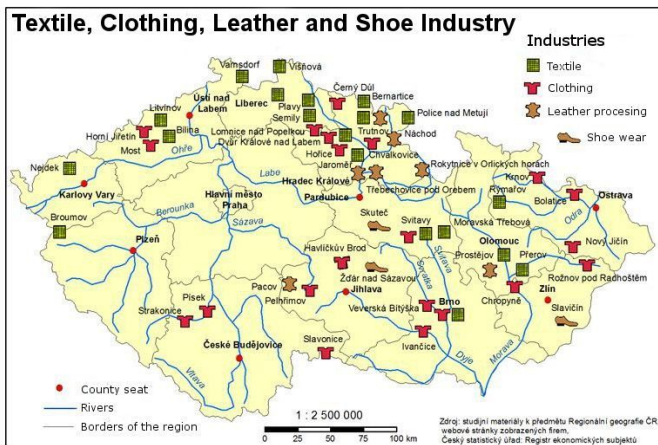 Textile, Clothing, Leather and Shoe Industry
Industries
Textile
Clothing
Leather procesing
Shoe wear
Varnsdorf
Višňová
Ústí nad
Labem
Liberec
Litvínov
Plavy
Semily
Černý Důl
Bernartice
Police nad Metují
Horní Jiřetín
Bílina
Most
Lomnice nad Popelkou
Trutnov
Náchod
Dvůr Králové nad Labem
Hořice
Chvalkovice
Jaroměř
Rokytnice v Orlických horách
Nejdek
Ohře
Karlovy Vary
Labe
Hradec Králové
Třebechovice pod Orebem
Pardubice
Krnov
Rýmařov
Bolatice
Ostrava
Broumov
Berounka
Hlavní město
Praha
Sázava
Skuteč
Svitavy
Moravská Třebová
Odra
Plzeň
Olomouc
Nový Jičín
Havlíčkův Brod
Svitava
Prostějov
Přerov
Žďár nad Sázavou
Svratka
Rožnov pod Radhoštěm
Pacov
Jihlava
Pelhřimov
Písek
Strakonice
Veverská Bítýška
Brno
Chropyně
Zlín
Slavičín
České Budějovice
Slavonice
Ivančice
Vltava
Dyje
Morava
County seat
Rivers
Borders of the region
1 : 2 500 000
0 25 50 75 100
km
Zdroj: studijní materiály k předmětu Regionální geografie ČR,
webové stránky zobrazených firem,
Český statistický úřad: Registr ekonomických subjektů